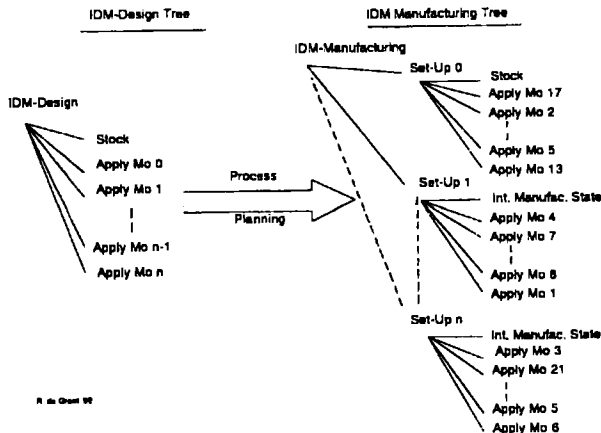 IDM-Design Tree
IDM Manufacturing Tree
IDM-Design
Stock
Apply Mo 0
Apply Mo 1
Apply Mo n-1
Apply Mo n
Process
Planning
IDM-Manufacturing
Set-Up 0
Stock
Apply Mo 17
Apply Mo 2
Apply Mo 5
Apply Mo 13
Set-Up 1
Int. Manufac. State
Apply Mo 4
Apply Mo 7
Apply Mo 8
Apply Mo 1
Set-Up n
Int. Manufac. State
Apply Mo 3
Apply Mo 21
Apply Mo 5
Apply Mo 6